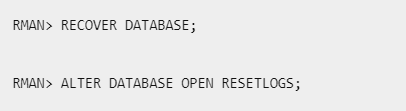 RMAN> RECOVER DATABASE;
RMAN> ALTER DATABASE OPEN RESETLOGS;